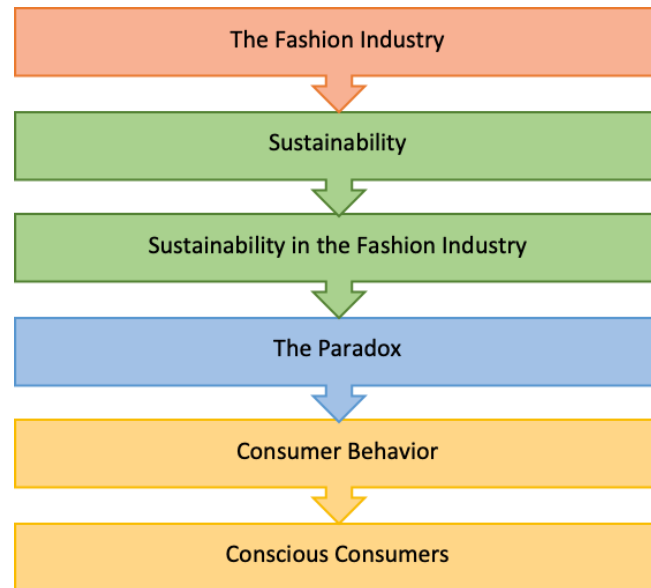 The Fashion Industry
Sustainability
Sustainability in the Fashion Industry
The Paradox
Consumer Behavior
Conscious Consumers